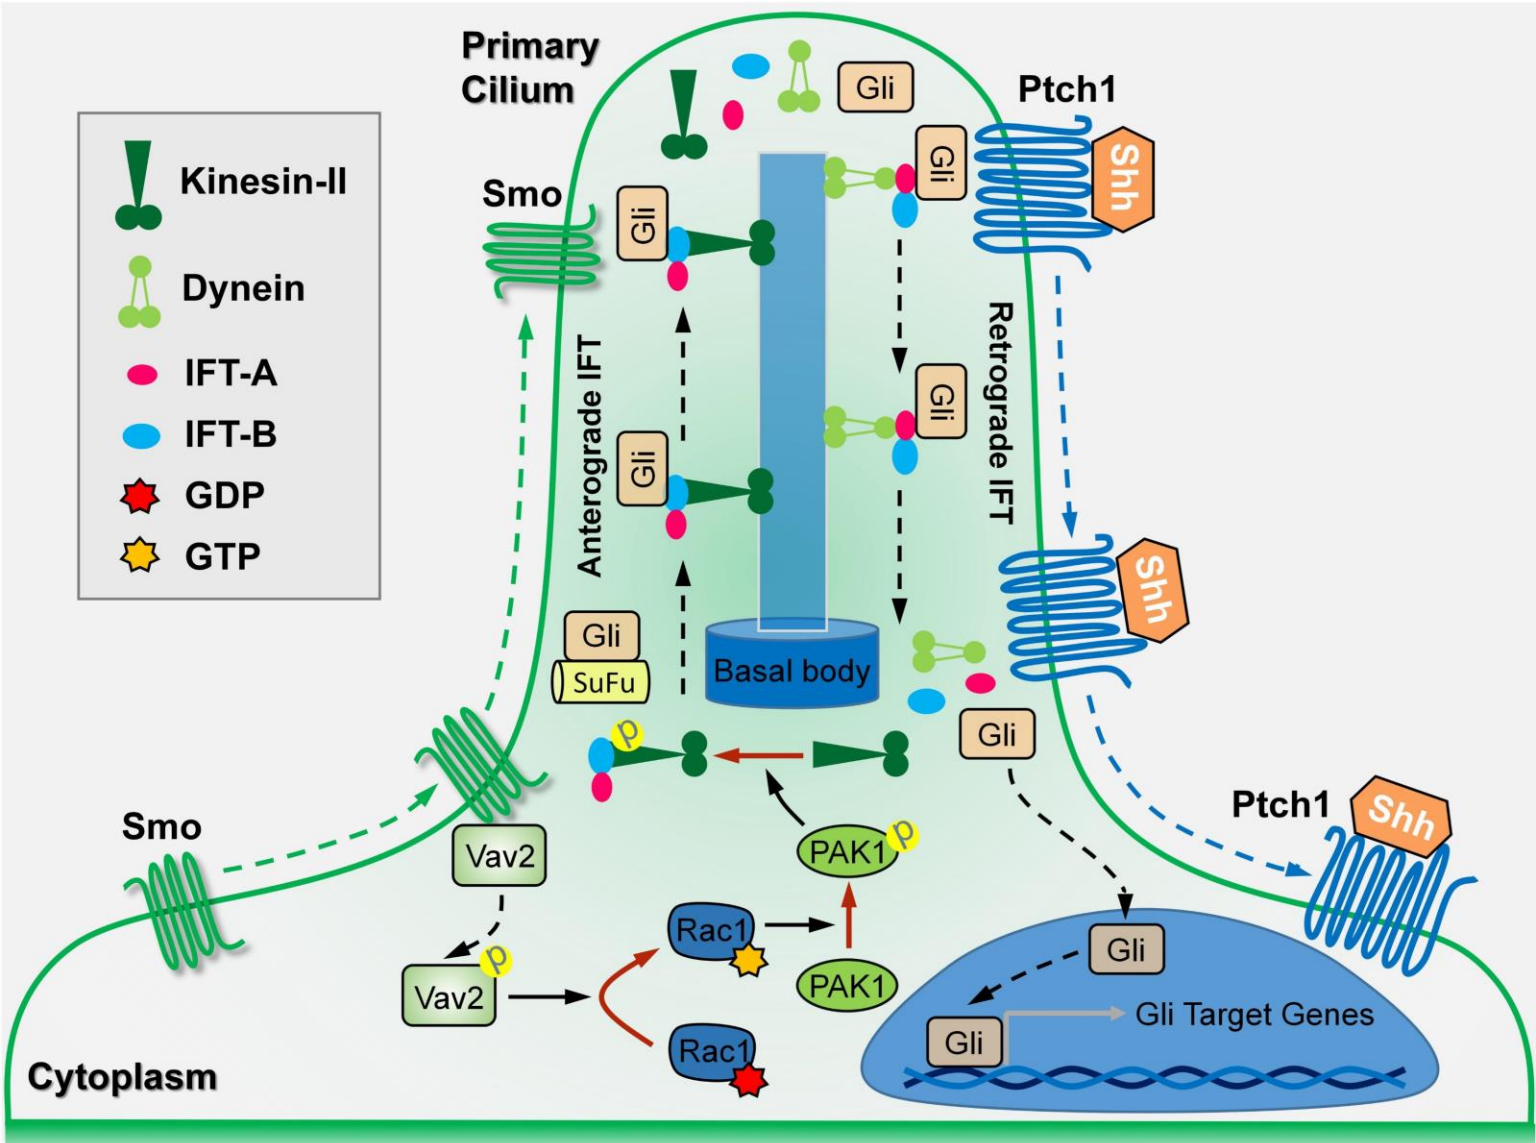 Primary
Cilium
Gli
Ptch1
Gli
Shh
Kinesin-II
Smo
Gli
Dynein
IFT-A
IFT-B
GDP
GTP
Anterograde IFT
Retrograde IFT
Gli
Gli
Shh
Gli
SuFu
Basal body
p
Gli
Smo
Ptch1
Shh
Vav2
PAK1
p
Rac1
Gli
p
Vav2
PAK1
Gli Target Genes
Rac1
Gli
Cytoplasm